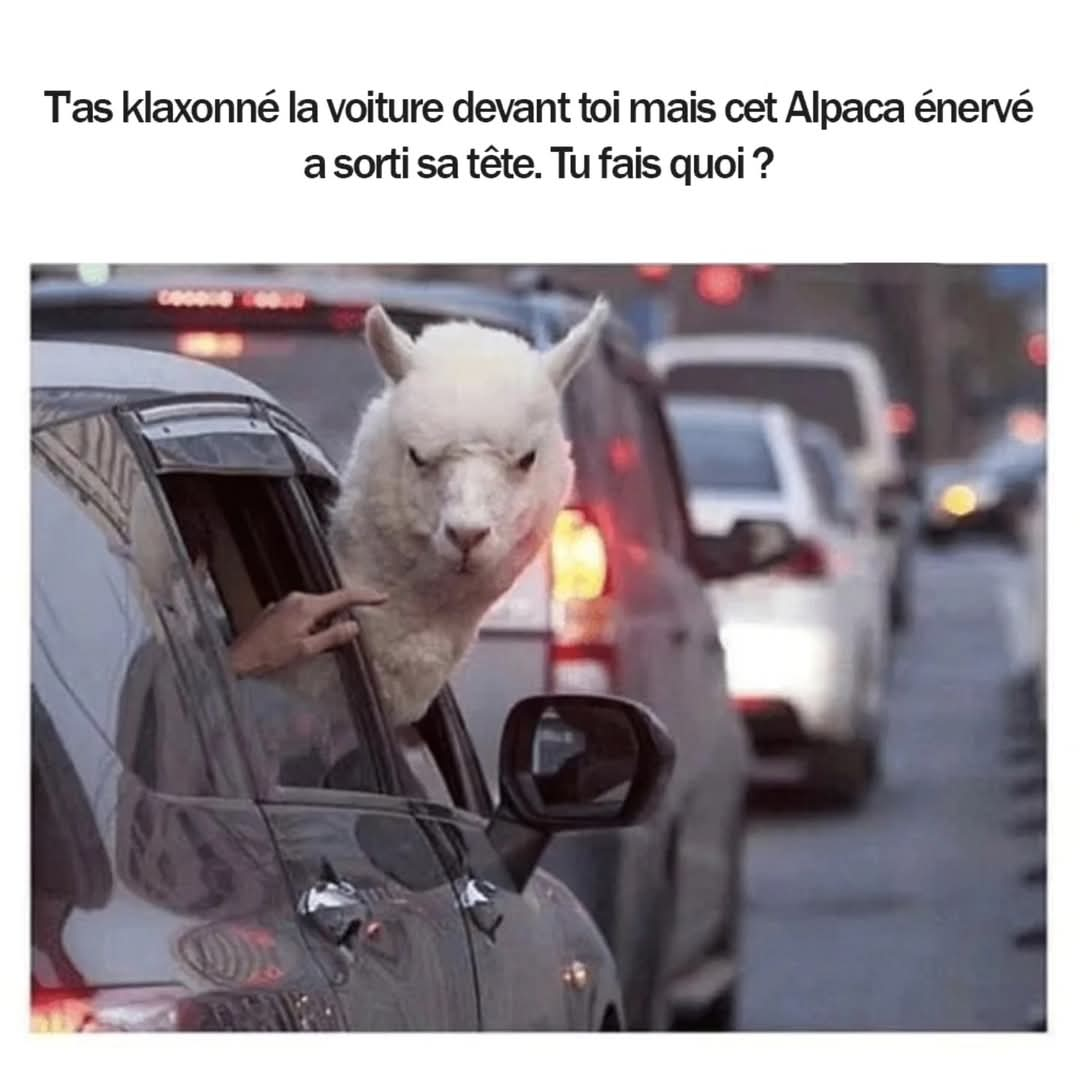 T'as klaxonné la voiture devant toi mais cet Alpaca énervé
a sorti sa tête. Tu fais quoi ?